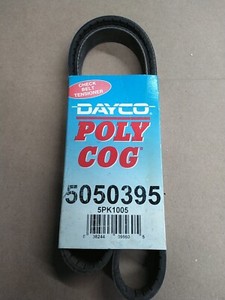 CHECK
BELT
TENSIONER
DAYCO
POLY
COG®
5050395
5PK1005